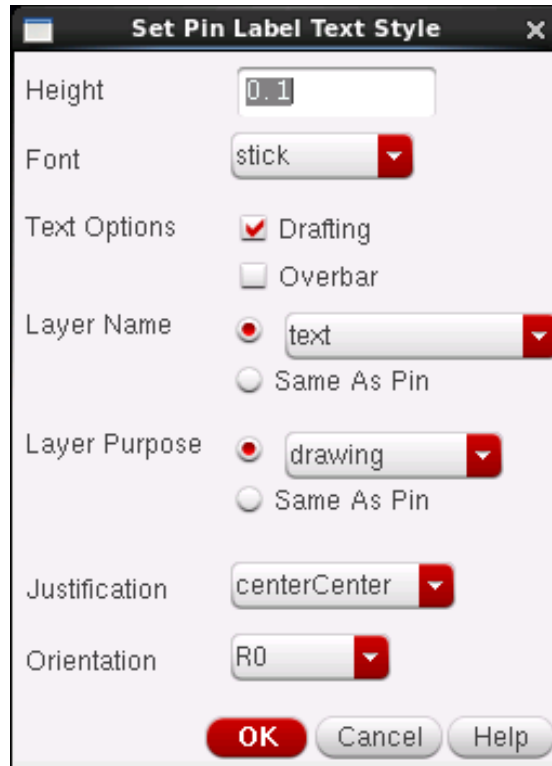 Set Pin Label Text Style
Height 0.1
Font stick
Text Options Drafting
Overbar
Layer Name text
Same As Pin
Layer Purpose drawing
Same As Pin
Justification centerCenter
Orientation R0
OK Cancel Help